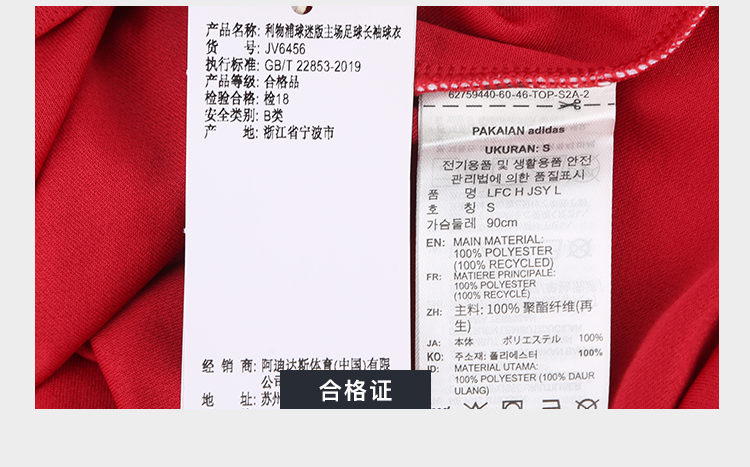 产品名称: 利物浦球迷版主场足球长袖球衣
货 号: JV6456
执行标准: GB/T 22853-2019
产品等级: 合格品
检验合格: 检18
安全类别: B类
产 地: 浙江省宁波市
经 销 商: 阿迪达斯体育(中国)有限
公司
地 址: 苏州
合格证
62759440-60-46-TOP-S2A-2
PAKAIAN adidas
UKURAN: S
전기용품 및 생활용품 안전
관리법에 의한 품질표시
품 명 LFC H JSY L
호 칭 S
가슴둘레 90cm
EN: MAIN MATERIAL:
100% POLYESTER
(100% RECYCLED)
FR: MATIERE PRINCIPALE:
100% POLYESTER
(100% RECYCLÉ)
ZH: 主料: 100% 聚酯纤维(再
生)
JA: 本体 ポリエステル 100%
KO: 주소재: 폴리에스터 100%
ID: MATERIAL UTAMA:
100% POLYESTER (100% DAUR
ULANG)